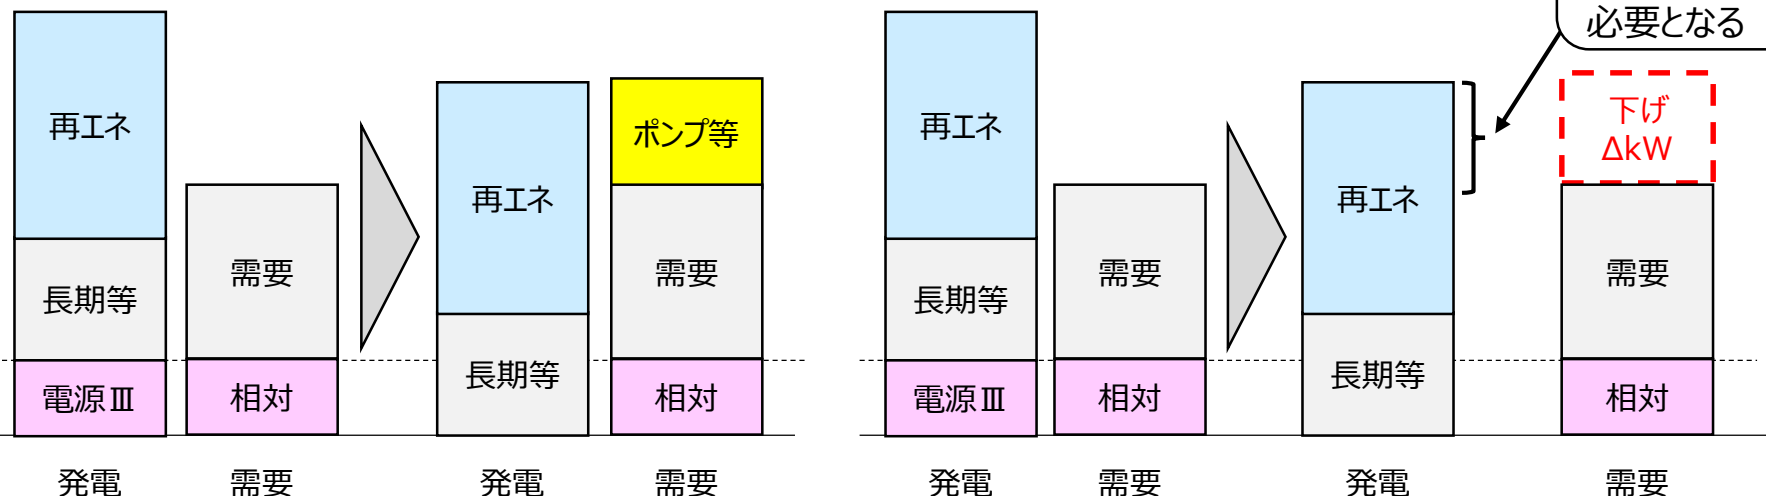 再エネ
長期等
電源Ⅲ
発電
需要
相対
需要
再エネ
長期等
発電
ポンプ等
需要
相対
需要
再エネ
長期等
電源Ⅲ
発電
需要
相対
需要
再エネ
長期等
発電
必要となる
下げ
ΔkW
需要
相対
需要